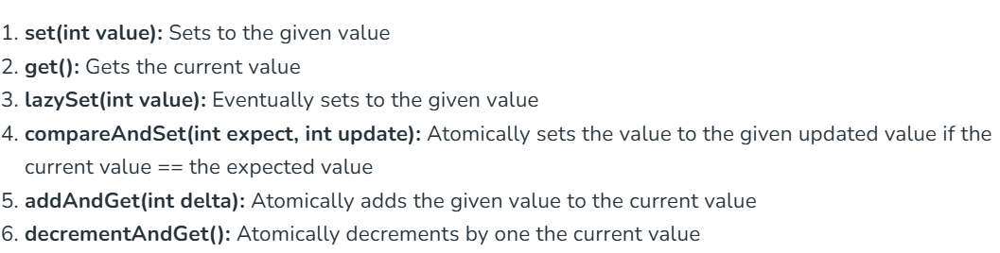 1. set(int value): Sets to the given value
2. get(): Gets the current value
3. lazySet(int value): Eventually sets to the given value
4. compareAndSet(int expect, int update): Atomically sets the value to the given updated value if the
current value == the expected value
5. addAndGet(int delta): Atomically adds the given value to the current value
6. decrementAndGet(): Atomically decrements by one the current value